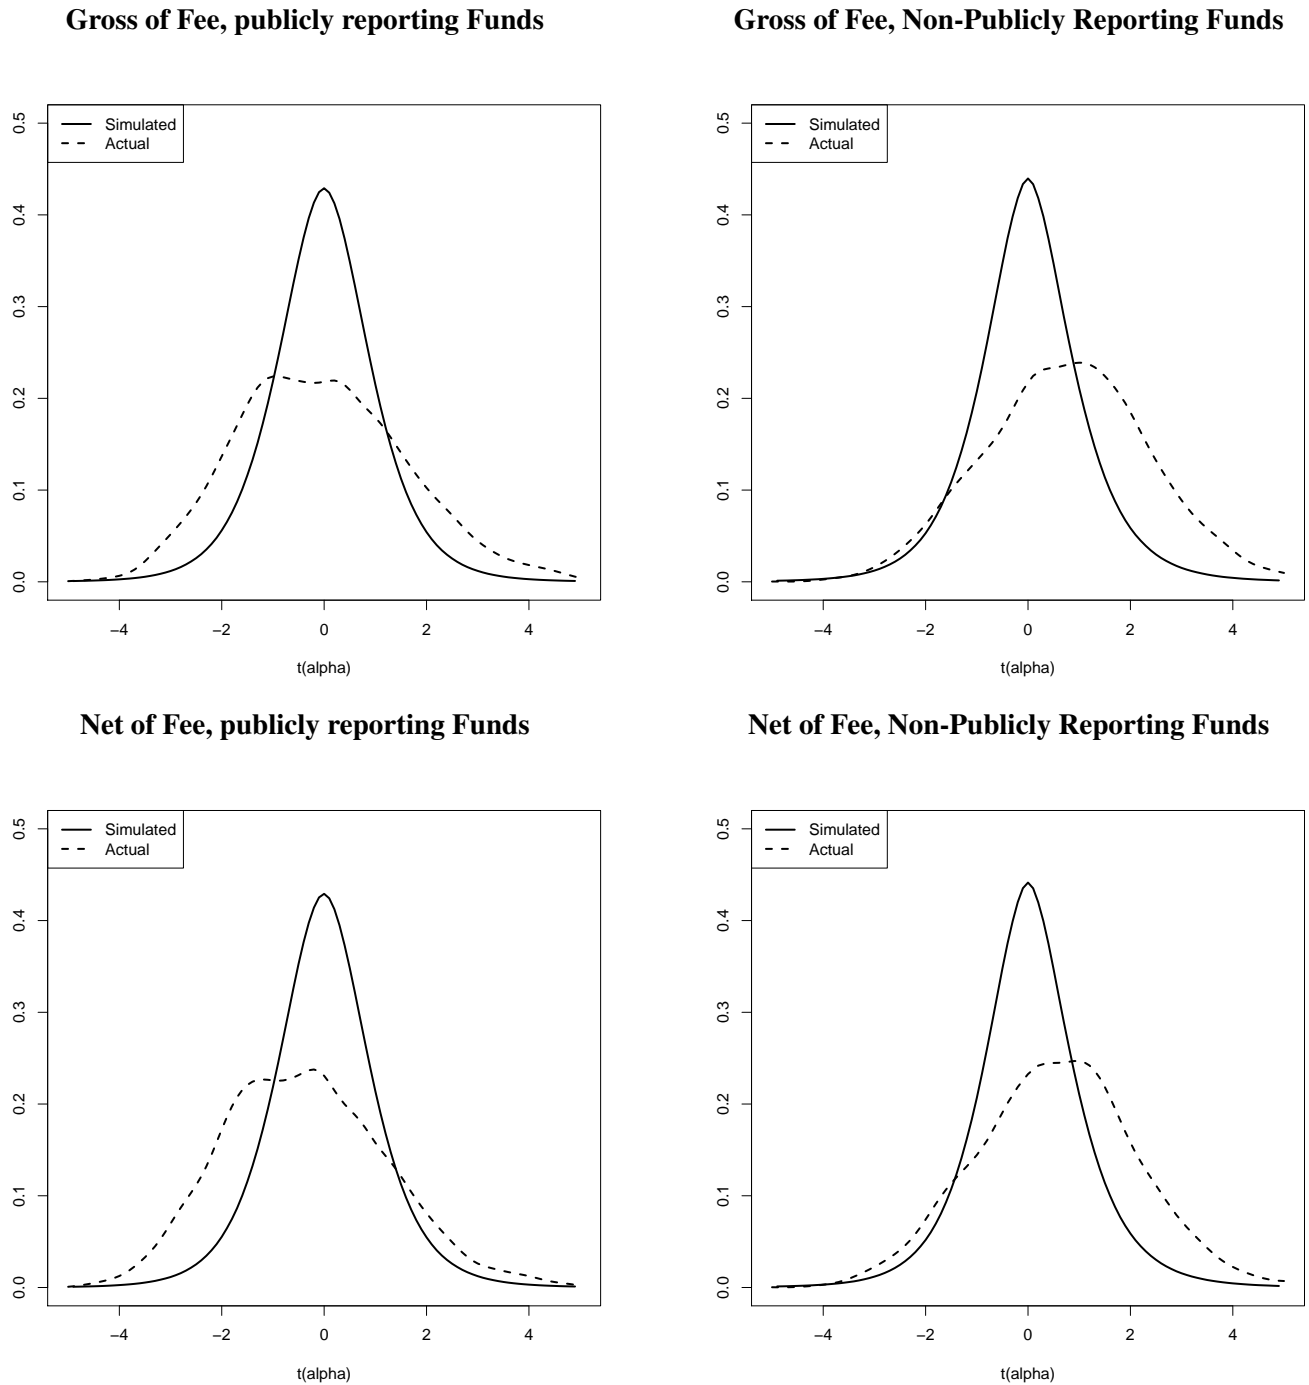 Gross of Fee, publicly reporting Funds
Simulated
Actual
0.5
0.4
0.3
0.2
0.1
0.0
−4
−2
0
2
4
t(alpha)
Gross of Fee, Non-Publicly Reporting Funds
Simulated
Actual
0.5
0.4
0.3
0.2
0.1
0.0
−4
−2
0
2
4
t(alpha)
Net of Fee, publicly reporting Funds
Simulated
Actual
0.5
0.4
0.3
0.2
0.1
0.0
−4
−2
0
2
4
t(alpha)
Net of Fee, Non-Publicly Reporting Funds
Simulated
Actual
0.5
0.4
0.3
0.2
0.1
0.0
−4
−2
0
2
4
t(alpha)